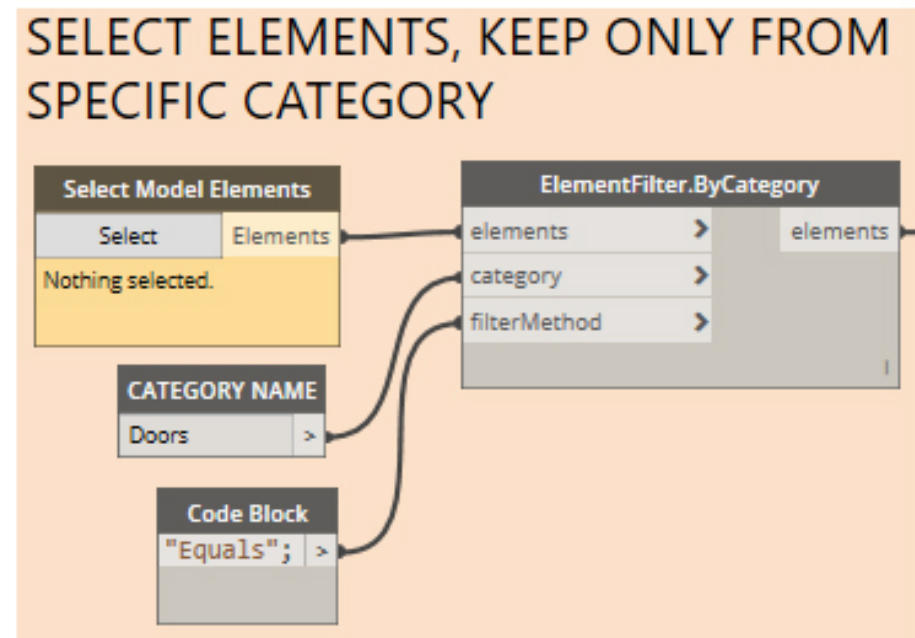 SELECT ELEMENTS, KEEP ONLY FROM
SPECIFIC CATEGORY
Select Model Elements
Select
Elements
Nothing selected.
ElementFilter.ByCategory
elements >
elements
category >
filterMethod >
CATEGORY NAME
Doors >
Code Block
"Equals"; >